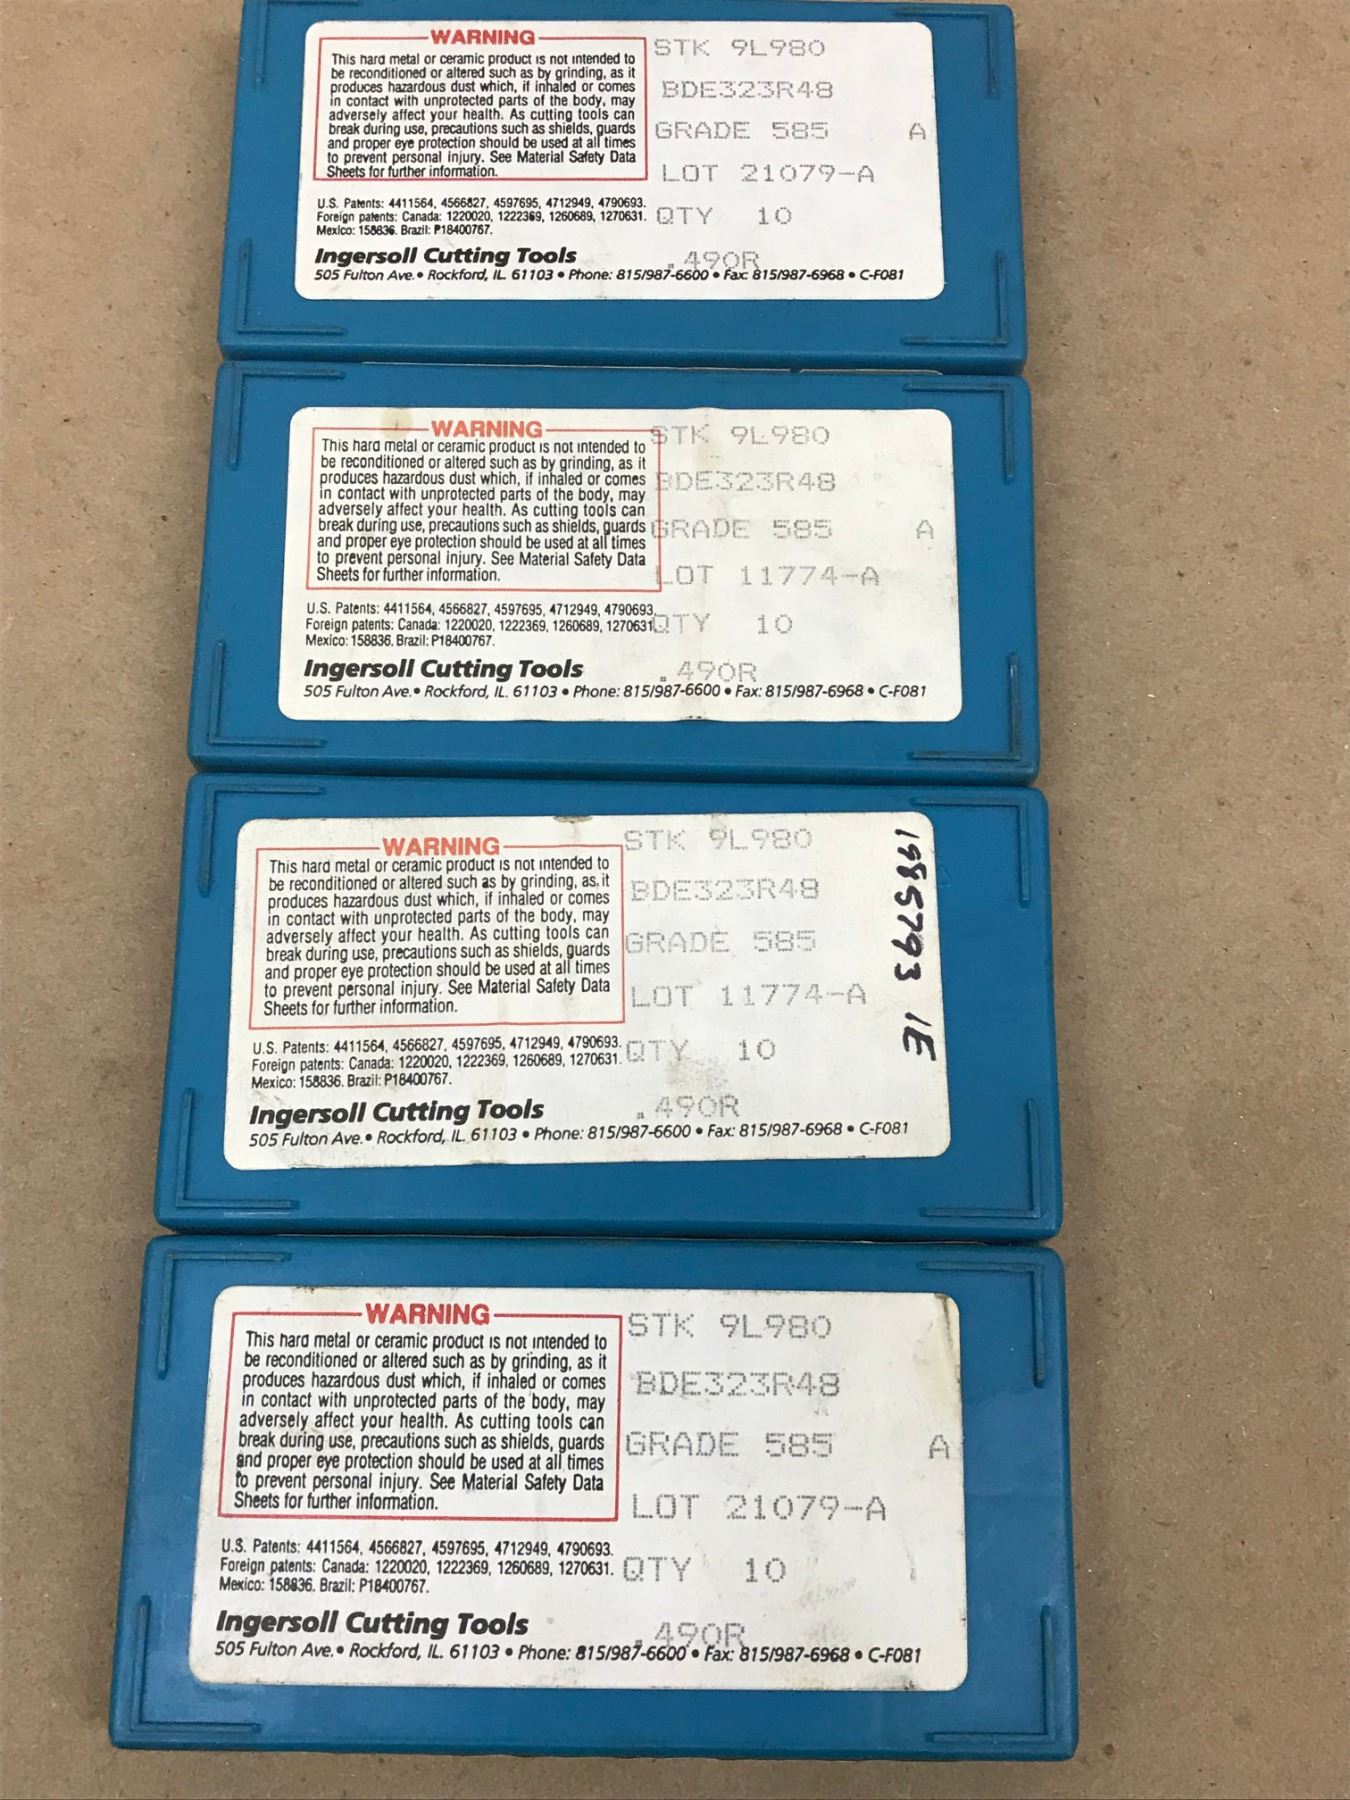 WARNING
This hard metal or ceramic product is not intended to
be reconditioned or altered such as by grinding, as it
produces hazardous dust which, if inhaled or comes
in contact with unprotected parts of the body, may
adversely affect your health. As cutting tools can
break during use, precautions such as shields, guards
and proper eye protection should be used at all times
to prevent personal injury. See Material Safety Data
Sheets for further information.
U.S. Patents: 4411564, 4566827, 4597695, 4712949, 4790693.
Foreign patents: Canada: 1220020, 1222369, 1260689, 1270631.
Mexico: 158836. Brazil: P18400767.
STK 9L980
BDE323R48
GRADE 585 A
LOT 21079-A
QTY 10
.490R
Ingersoll Cutting Tools
505 Fulton Ave. • Rockford, IL. 61103 • Phone: 815/987-6600 • Fax: 815/987-6968 • C-F081
WARNING
This hard metal or ceramic product is not intended to
be reconditioned or altered such as by grinding, as it
produces hazardous dust which, if inhaled or comes
in contact with unprotected parts of the body, may
adversely affect your health. As cutting tools can
break during use, precautions such as shields, guards
and proper eye protection should be used at all times
to prevent personal injury. See Material Safety Data
Sheets for further information.
U.S. Patents: 4411564, 4566827, 4597695, 4712949, 4790693.
Foreign patents: Canada: 1220020, 1222369, 1260689, 1270631
Mexico: 158836. Brazil: P18400767.
STK 9L980
BDE323R48
GRADE 585 A
LOT 11774-A
QTY 10
.490R
Ingersoll Cutting Tools
505 Fulton Ave. • Rockford, IL. 61103 • Phone: 815/987-6600 • Fax: 815/987-6968 • C-F081
WARNING
This hard metal or ceramic product is not intended to
be reconditioned or altered such as by grinding, as it
produces hazardous dust which, if inhaled or comes
in contact with unprotected parts of the body, may
adversely affect your health. As cutting tools can
break during use, precautions such as shields, guards
and proper eye protection should be used at all times
to prevent personal injury. See Material Safety Data
Sheets for further information.
U.S. Patents: 4411564, 4566827, 4597695, 4712949, 4790693.
Foreign patents: Canada: 1220020, 1222369, 1260689, 1270631.
Mexico: 158836. Brazil: P18400767.
STK 9L980
BDE323R48
GRADE 585
LOT 11774-A
QTY 10
.490R
1985793 1E
Ingersoll Cutting Tools
505 Fulton Ave. • Rockford, IL. 61103 • Phone: 815/987-6600 • Fax: 815/987-6968 • C-F081
WARNING
This hard metal or ceramic product is not intended to
be reconditioned or altered such as by grinding, as it
produces hazardous dust which, if inhaled or comes
in contact with unprotected parts of the body, may
adversely affect your health. As cutting tools can
break during use, precautions such as shields, guards
and proper eye protection should be used at all times
to prevent personal injury. See Material Safety Data
Sheets for further information.
U.S. Patents: 4411564, 4566827, 4597695, 4712949, 4790693.
Foreign patents: Canada: 1220020, 1222369, 1260689, 1270631.
Mexico: 158836. Brazil: P18400767.
STK 9L980
BDE323R48
GRADE 585 A
LOT 21079-A
QTY 10
.490R
Ingersoll Cutting Tools
505 Fulton Ave. • Rockford, IL. 61103 • Phone: 815/987-6600 • Fax: 815/987-6968 • C-F081